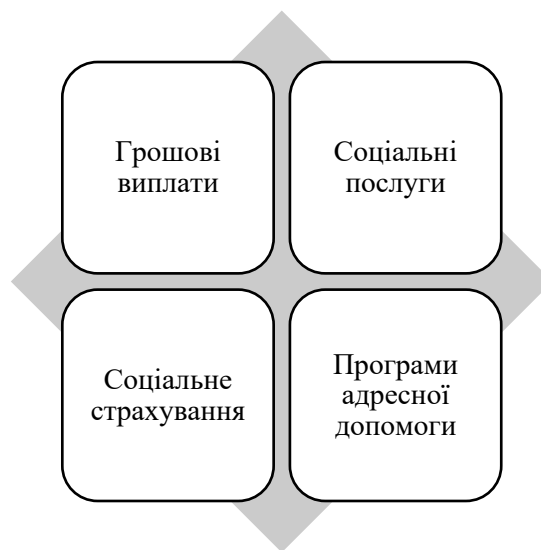 Грошові
виплати
Соціальні
послуги
Соціальне
страхування
Програми
адресної
допомоги